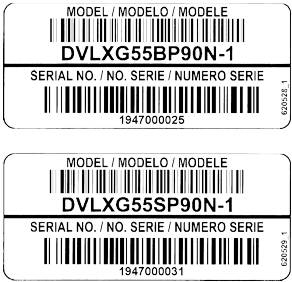 MODEL / MODELO / MODELE
DVLXG55BP90N-1
SERIAL NO. / NO. SERIE / NUMERO SERIE
1947000025
620528_1
MODEL / MODELO / MODELE
DVLXG55SP90N-1
SERIAL NO. / NO. SERIE / NUMERO SERIE
1947000031
620529_1